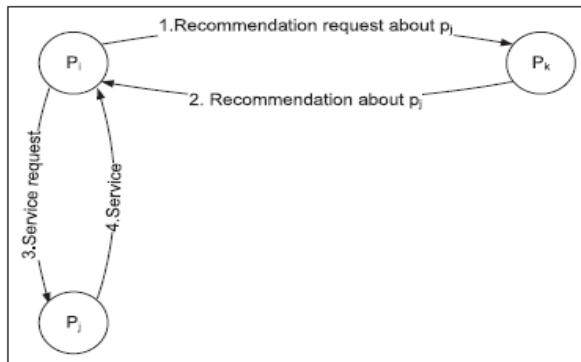 1.Recommendation request about pj
Pi
Pk
2. Recommendation about pj
3.Service request
4.Service
Pj